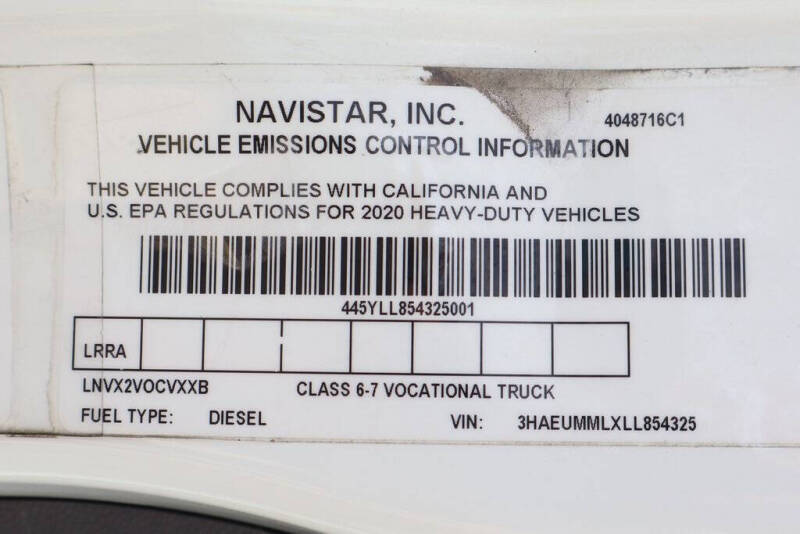 NAVISTAR, INC.
4048716C1
VEHICLE EMISSIONS CONTROL INFORMATION
THIS VEHICLE COMPLIES WITH CALIFORNIA AND
U.S. EPA REGULATIONS FOR 2020 HEAVY-DUTY VEHICLES
445YLL854325001
LRRA
LNVX2VOCVXXB CLASS 6-7 VOCATIONAL TRUCK
FUEL TYPE: DIESEL VIN: 3HAEUMMLXLL854325